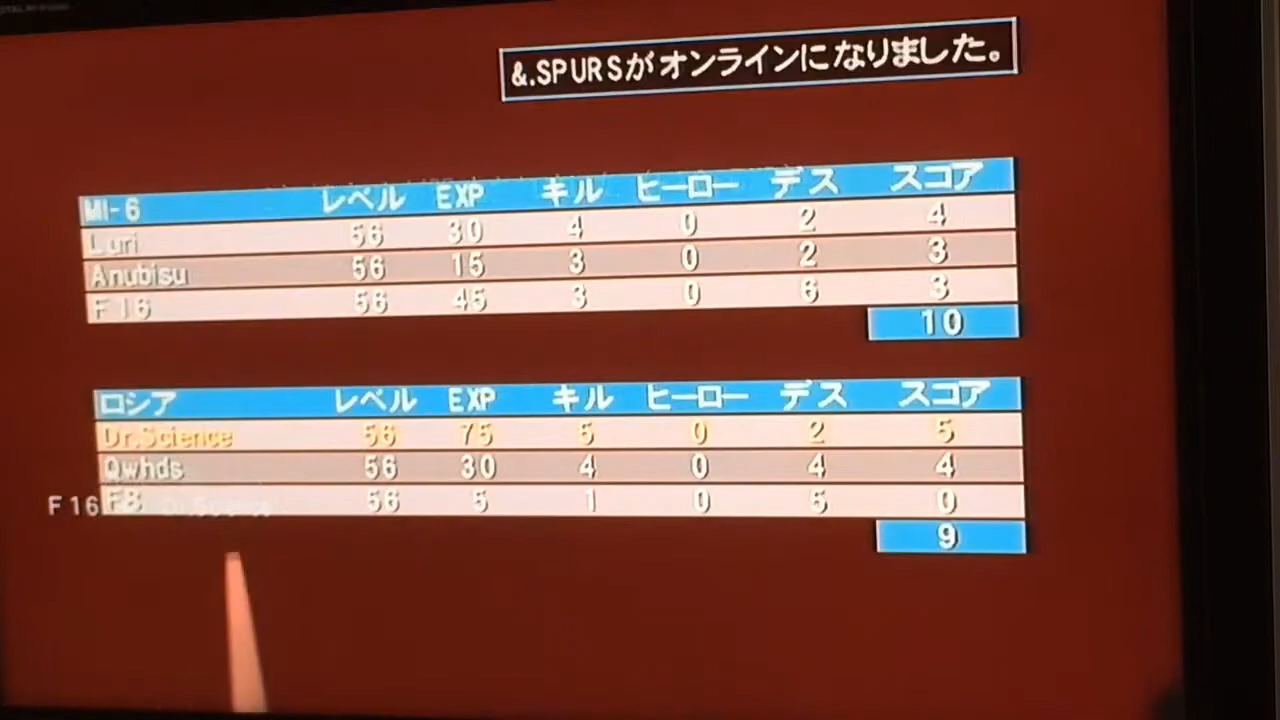 &.SPURSがオンラインになりました。
MI-6 レベル EXP キル ヒーロー デス スコア
Luri 56 30 4 0 2 4
Anubisu 56 15 3 0 2 3
F16 56 45 3 0 6 3
10
ロシア レベル EXP キル ヒーロー デス スコア
Dr.Science 56 75 5 0 2 5
Qwhds 56 30 4 0 4 4
F8 56 5 1 0 5 0
F16 Dr.Science
9